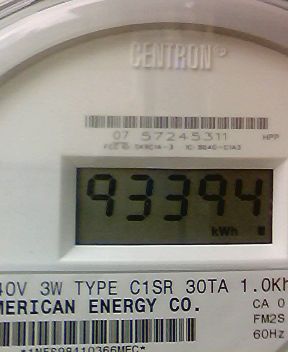 CENTRON®
07 57245311 HPP
93394
kWh
40V 3W TYPE C1SR 30TA 1.0Kh
MERICAN ENERGY CO.
CA 0
FM2S
60Hz